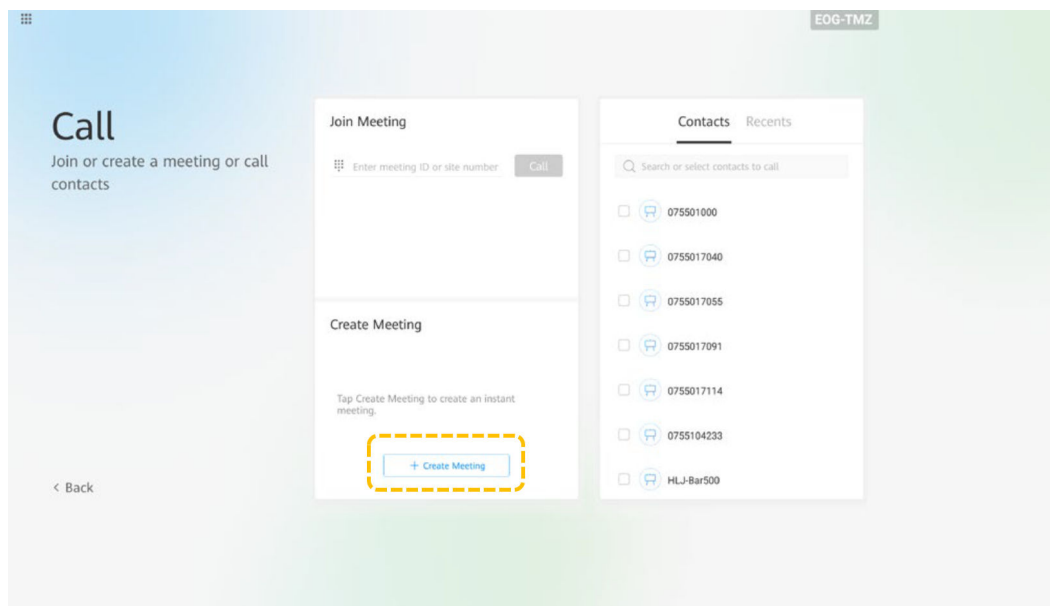 EOG-TMZ
Call
Join or create a meeting or call
contacts
< Back
Join Meeting
Enter meeting ID or site number
Call
Create Meeting
Tap Create Meeting to create an instant
meeting.
+ Create Meeting
Contacts Recents
Search or select contacts to call
075501000
0755017040
0755017055
0755017091
0755017114
0755104233
HLJ-Bar500